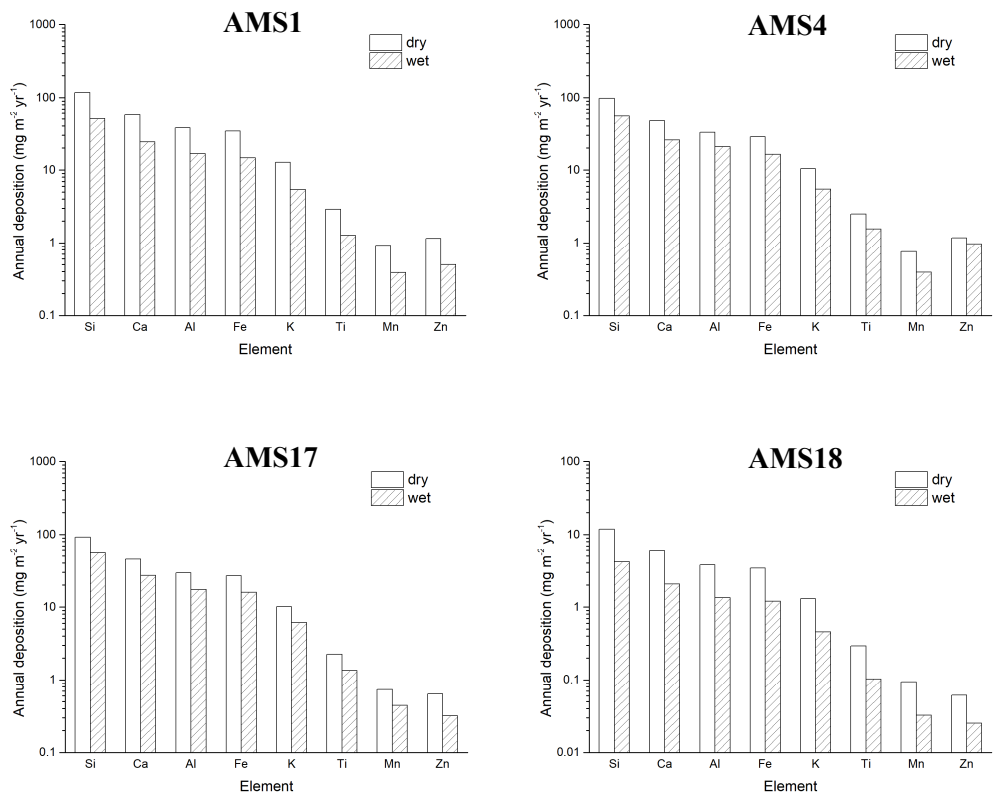 AMS1
1000
100
10
1
0.1
Annual deposition (mg m⁻² yr⁻¹)
dry
wet
Si Ca Al Fe K Ti Mn Zn
Element
AMS4
1000
100
10
1
0.1
Annual deposition (mg m⁻² yr⁻¹)
dry
wet
Si Ca Al Fe K Ti Mn Zn
Element
AMS17
1000
100
10
1
0.1
Annual deposition (mg m⁻² yr⁻¹)
dry
wet
Si Ca Al Fe K Ti Mn Zn
Element
AMS18
100
10
1
0.1
0.01
Annual deposition (mg m⁻² yr⁻¹)
dry
wet
Si Ca Al Fe K Ti Mn Zn
Element